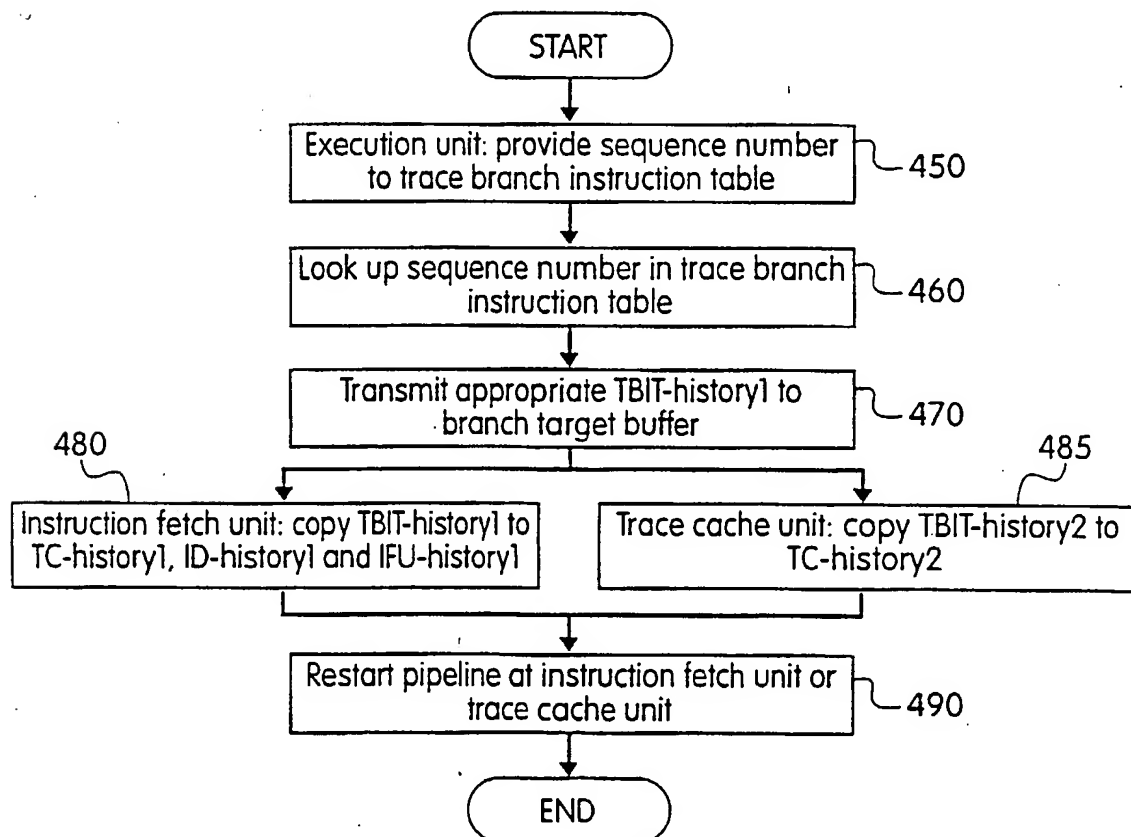 START
Execution unit: provide sequence number
to trace branch instruction table
450
Look up sequence number in trace branch
instruction table
460
Transmit appropriate TBIT-history1 to
branch target buffer
470
480
485
Instruction fetch unit: copy TBIT-history1 to
TC-history1, ID-history1 and IFU-history1
Trace cache unit: copy TBIT-history2 to
TC-history2
Restart pipeline at instruction fetch unit or
trace cache unit
490
END